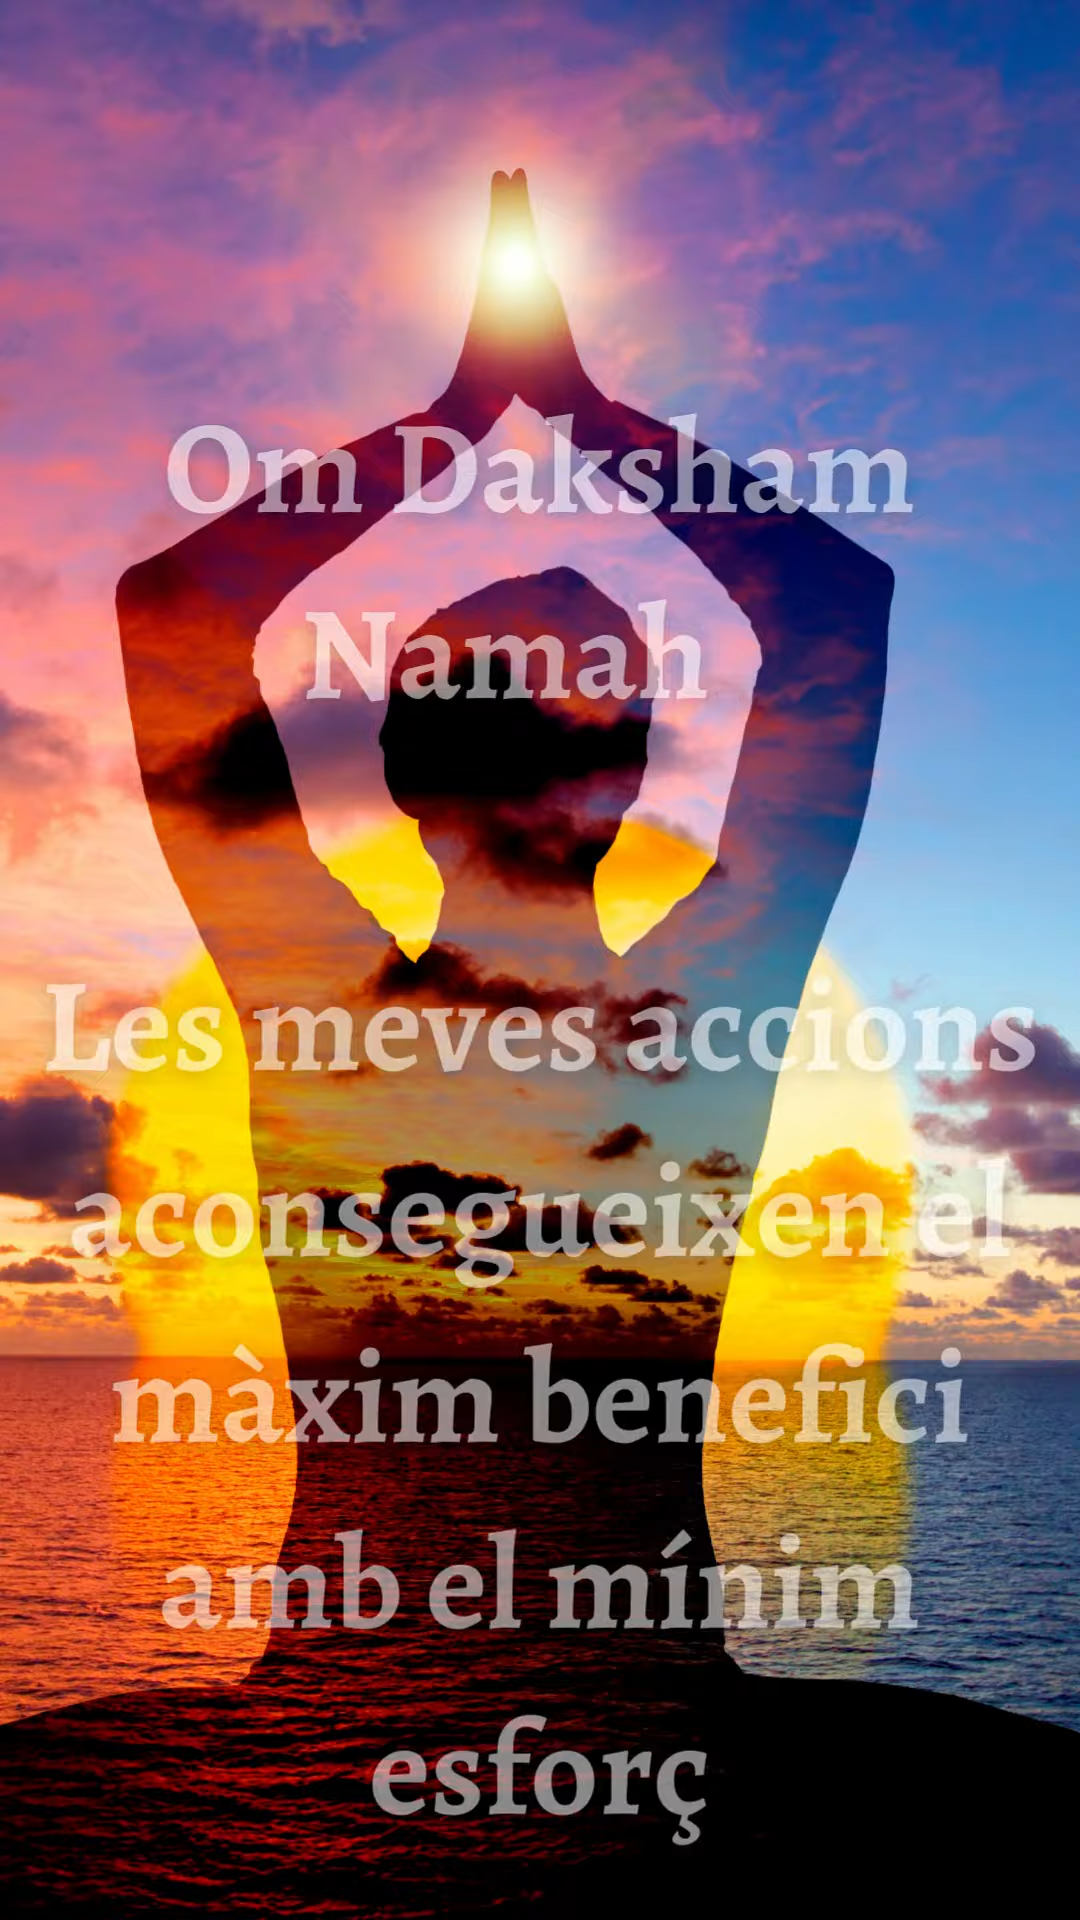 Om Daksham
Namah
Les meves accions
aconsegueixen el
màxim benefici
amb el mínim
esforç